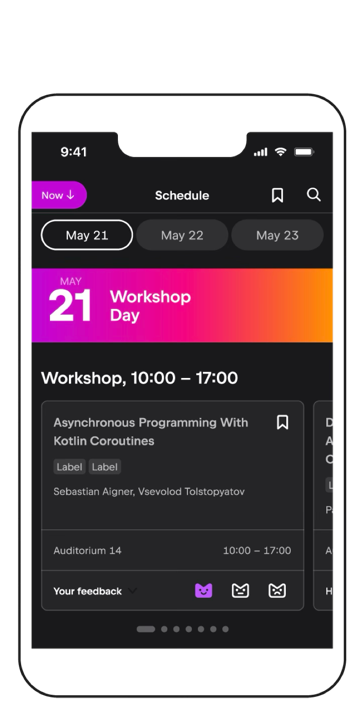 9:41
Now ↓
Schedule
May 21
May 22
May 23
MAY
21
Workshop
Day
Workshop, 10:00 – 17:00
Asynchronous Programming With
Kotlin Coroutines
Label Label
Sebastian Aigner, Vsevolod Tolstopyatov
Auditorium 14
10:00 – 17:00
Your feedback
D
A
C
L
P
A
H